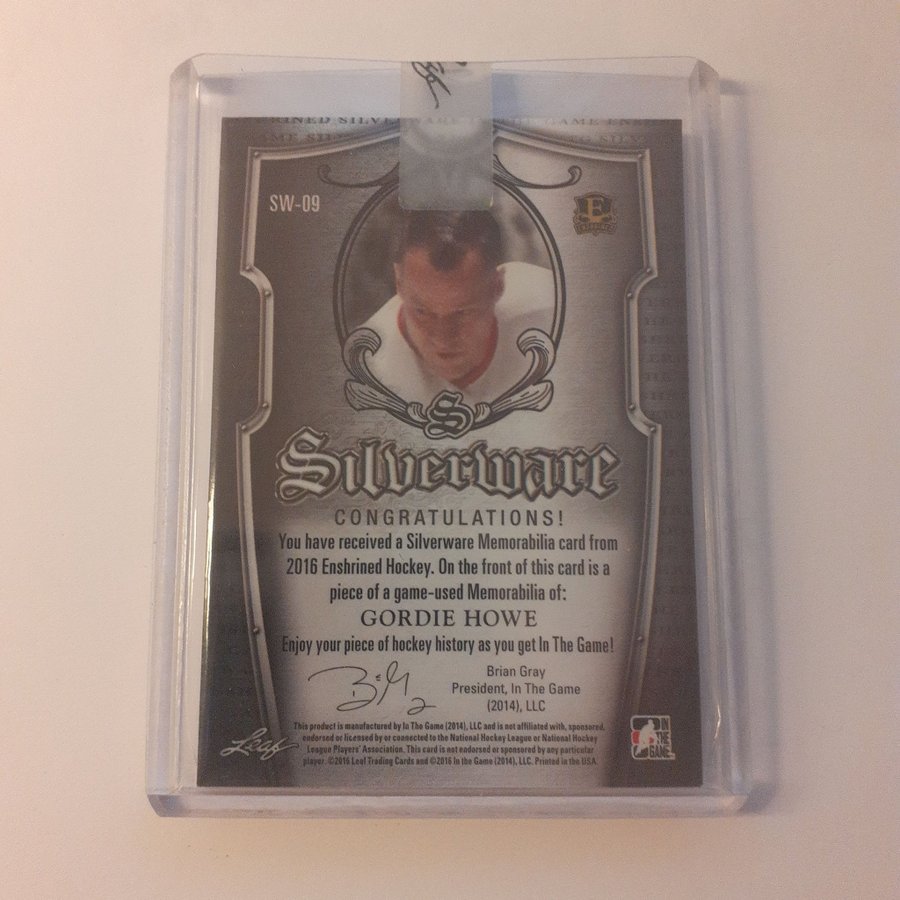 SW-09
E
ENSHRINED
S
Silverware
CONGRATULATIONS!
You have received a Silverware Memorabilia card from
2016 Enshrined Hockey. On the front of this card is a
piece of a game-used Memorabilia of:
GORDIE HOWE
Enjoy your piece of hockey history as you get In The Game!
Brian Gray
President, In The Game
(2014), LLC
This product is manufactured by In The Game (2014), LLC and is not affiliated with, sponsored,
endorsed or licensed by or connected to the National Hockey League or National Hockey
League Players' Association. This card is not endorsed or sponsored by any particular
player. ©2016 Leaf Trading Cards and ©2016 In the Game (2014), LLC. Printed in the USA.
Leaf
IN
THE
GAME